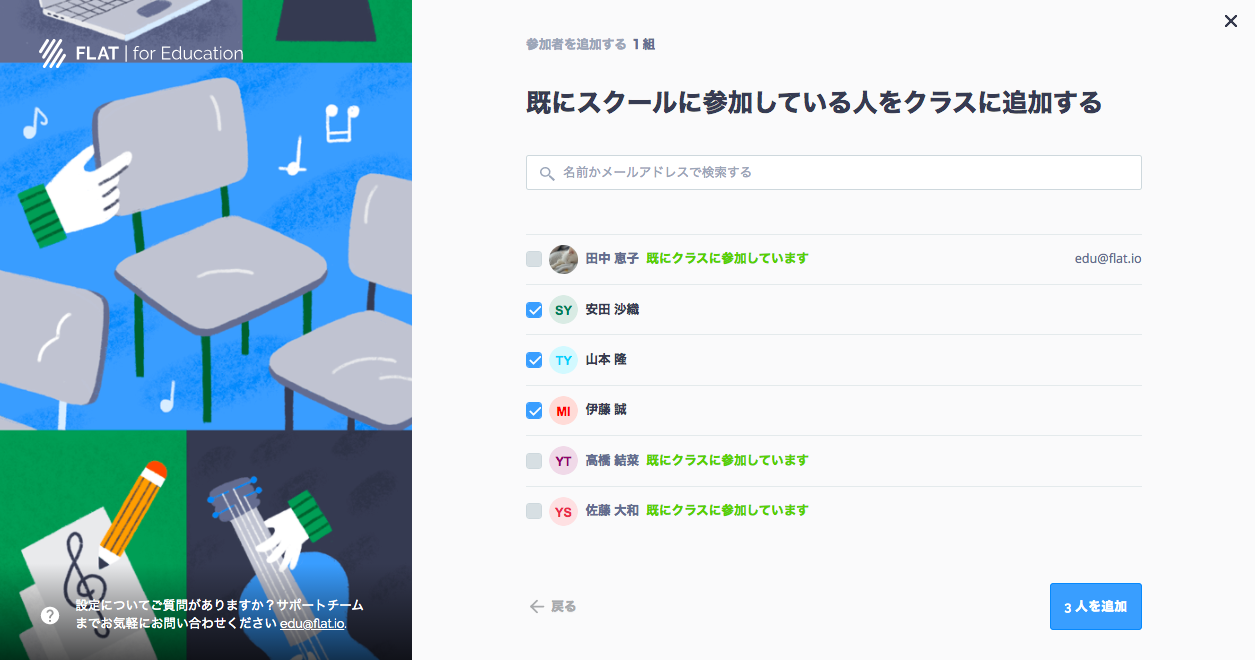 FLAT | for Education
設定についてご質問がありますか？サポートチーム
までお気軽にお問い合わせください edu@flat.io.
参加者を追加する 1 組
既にスクールに参加している人をクラスに追加する
名前かメールアドレスで検索する
田中 恵子 既にクラスに参加しています edu@flat.io
SY 安田 沙織
TY 山本 隆
MI 伊藤 誠
YT 高橋 結菜 既にクラスに参加しています
YS 佐藤 大和 既にクラスに参加しています
戻る
3 人を追加